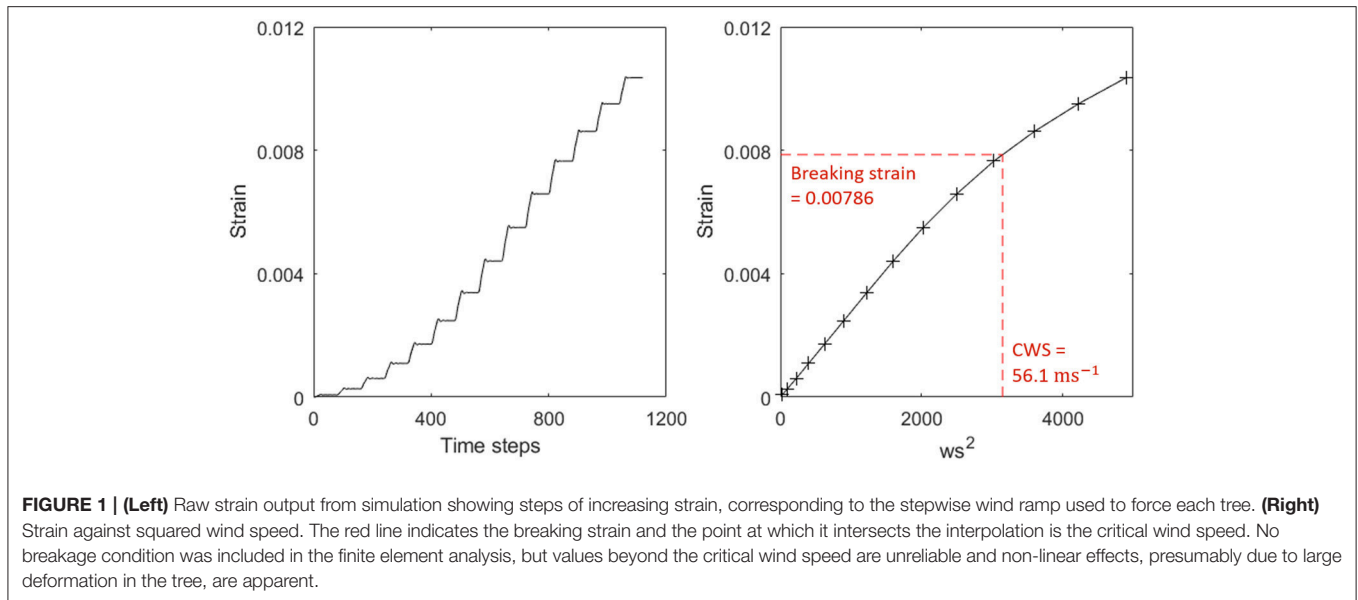 0.012
0.008
0.004
0
Strain
0
400
800
1200
Time steps
0.012
0.008
0.004
0
Strain
Breaking strain
= 0.00786
CWS =
56.1 ms⁻¹
0
2000
4000
ws²
FIGURE 1 | (Left) Raw strain output from simulation showing steps of increasing strain, corresponding to the stepwise wind ramp used to force each tree. (Right)
Strain against squared wind speed. The red line indicates the breaking strain and the point at which it intersects the interpolation is the critical wind speed. No
breakage condition was included in the finite element analysis, but values beyond the critical wind speed are unreliable and non-linear effects, presumably due to large
deformation in the tree, are apparent.